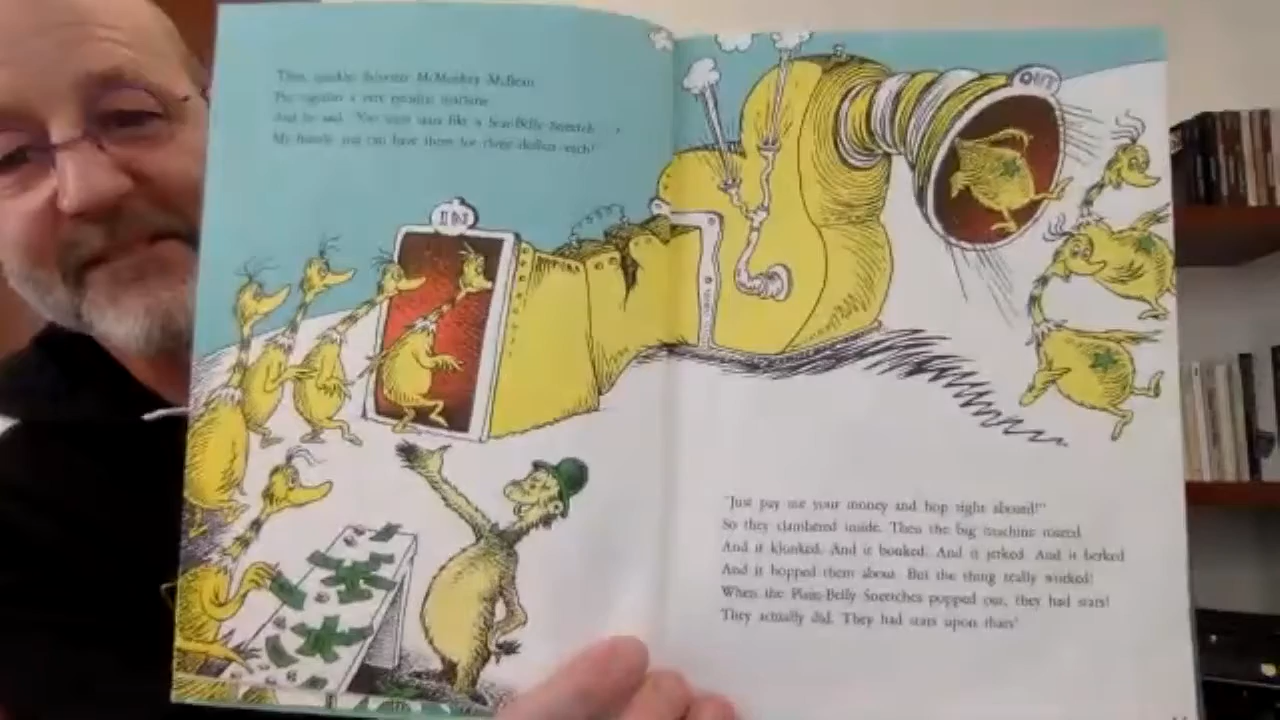 Then, quickly Sylvester McMonkey McBean
Put together a very peculiar machine.
And he said, "You want stars like a Star-Belly Sneetch . . . ?
My friends, you can have them for three dollars each!"
IN
OUT
"Just pay me your money and hop right aboard!"
So they clambered inside. Then the big machine roared
And it klonked. And it bonked. And it jerked. And it berked
And it bopped them about. But the thing really worked!
When the Plain-Belly Sneetches popped out, they had stars!
They actually did. They had stars upon thars!